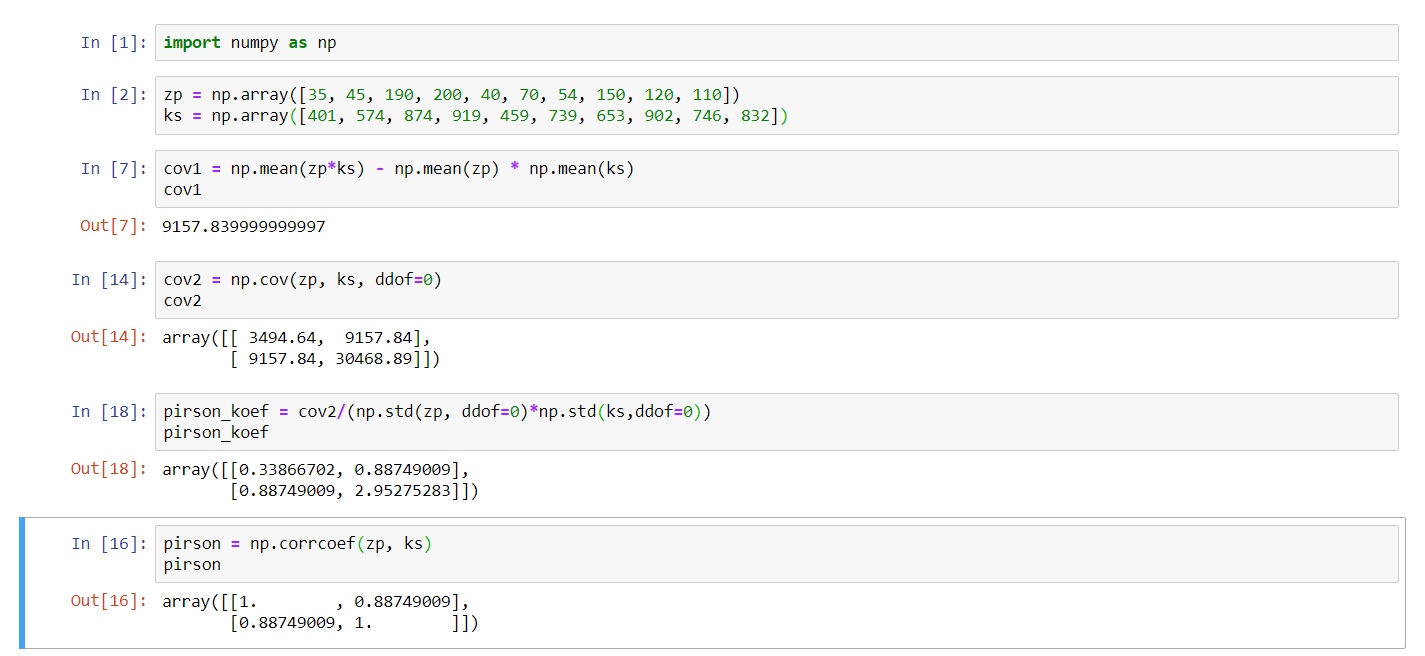 In [1]: import numpy as np
In [2]: zp = np.array([35, 45, 190, 200, 40, 70, 54, 150, 120, 110])
ks = np.array([401, 574, 874, 919, 459, 739, 653, 902, 746, 832])
In [7]: cov1 = np.mean(zp*ks) - np.mean(zp) * np.mean(ks)
cov1
Out[7]: 9157.839999999997
In [14]: cov2 = np.cov(zp, ks, ddof=0)
cov2
Out[14]: array([[ 3494.64,  9157.84],
[ 9157.84, 30468.89]])
In [18]: pirson_koef = cov2/(np.std(zp, ddof=0)*np.std(ks,ddof=0))
pirson_koef
Out[18]: array([[0.33866702, 0.88749009],
[0.88749009, 2.95275283]])
In [16]: pirson = np.corrcoef(zp, ks)
pirson
Out[16]: array([[1.        , 0.88749009],
[0.88749009, 1.        ]])